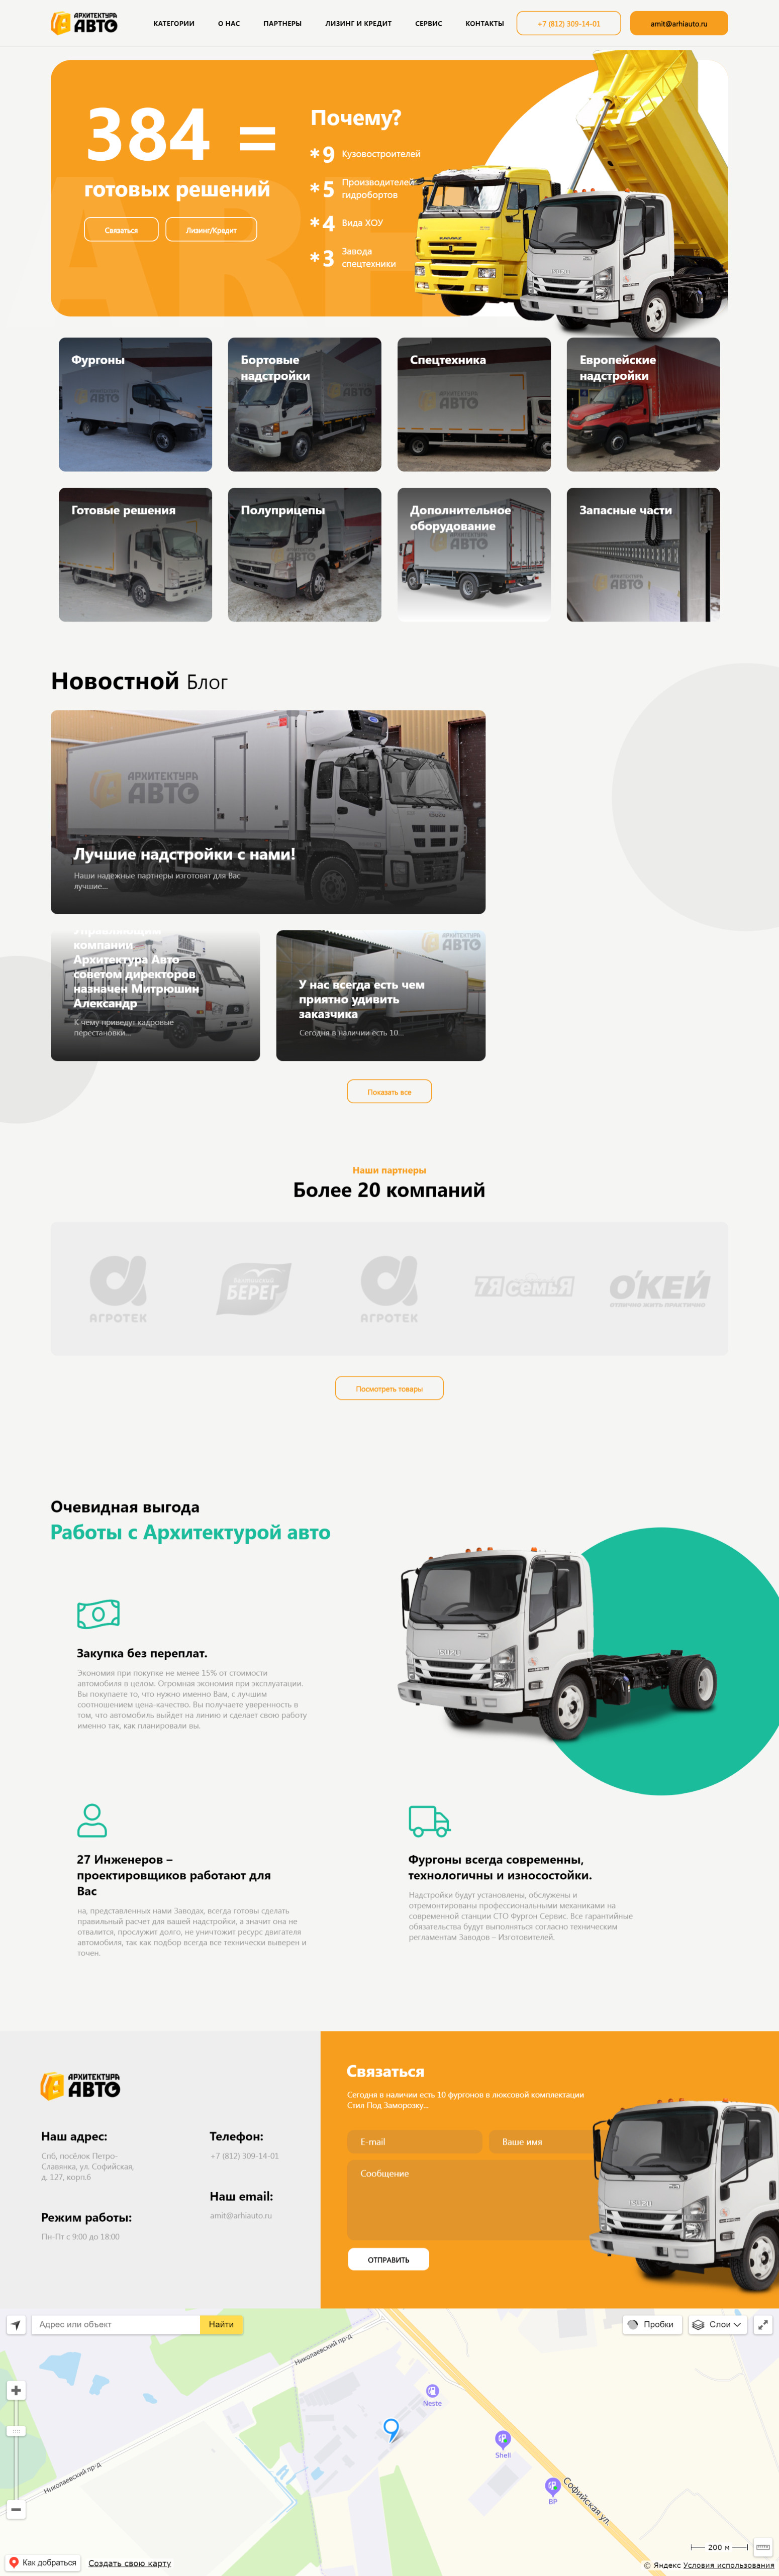 АРХИТЕКТУРА
АВТО
КАТЕГОРИИ
О НАС
ПАРТНЕРЫ
ЛИЗИНГ И КРЕДИТ
СЕРВИС
КОНТАКТЫ
+7 (812) 309-14-01
amit@arhiauto.ru
384 =
готовых решений
Связаться
Лизинг/Кредит
Почему?
* 9 Кузовостроителей
* 5 Производителей
гидробортов
* 4 Вида ХОУ
* 3 Завода
спецтехники
Фургоны
Бортовые
надстройки
Спецтехника
Европейские
надстройки
Готовые решения
Полуприцепы
Дополнительное
оборудование
Запасные части
Новостной Блог
АРХИТЕКТУРА
АВТО
Лучшие надстройки с нами!
Наши надежные партнеры изготовят для Вас
лучшие...
Управляющим
компании
Архитектура Авто
советом директоров
назначен Митрюшин
Александр
К чему приведут кадровые
перестановки...
АРХИТЕКТУРА
АВТО
У нас всегда есть чем
приятно удивить
заказчика
Сегодня в наличии есть 10...
Показать все
Наши партнеры
Более 20 компаний
АГРОТЕК
БЕРЕГ
АГРОТЕК
7Я семьЯ
О'КЕЙ
ОТЛИЧНО ЖИТЬ ПРАКТИЧНО
Посмотреть товары
Очевидная выгода
Работы с Архитектурой авто
Закупка без переплат.
Экономия при покупке не менее 15% от стоимости
автомобиля в целом. Огромная экономия при эксплуатации.
Вы покупаете то, что нужно именно Вам, с лучшим
соотношением цена-качество. Вы получаете уверенность в
том, что автомобиль выйдет на линию и сделает свою работу
именно так, как планировали вы.
ISUZU
27 Инженеров –
проектировщиков работают для
Вас
на, представленных нами Заводах, всегда готовы сделать
правильный расчет для вашей надстройки, а значит она не
отвалится, прослужит долго, не уничтожит ресурс двигателя
автомобиля, так как подбор всегда все технически выверен и
точен.
Фургоны всегда современны,
технологичны и износостойки.
Надстройки будут установлены, обслужены и
отремонтированы профессиональными механиками на
современной станции СТО Фургон Сервис. Все гарантийные
обязательства будут выполняться согласно техническим
регламентам Заводов – Изготовителей.
АРХИТЕКТУРА
АВТО
Наш адрес:
Спб, посёлок Петро-
Славянка, ул. Софийская,
д. 127, корп.6
Режим работы:
Пн-Пт с 9:00 до 18:00
Телефон:
+7 (812) 309-14-01
Наш email:
amit@arhiauto.ru
Связаться
Сегодня в наличии есть 10 фургонов в люксовой комплектации
Стил Под Заморозку...
E-mail
Ваше имя
Сообщение
ОТПРАВИТЬ
ISUZU
Адрес или объект
Найти
Пробки
Слои
Николаевский пр-д
Николаевский пр-д
Neste
Shell
BP
Софийская ул.
200 м
Как добраться
Создать свою карту
© Яндекс Условия использования